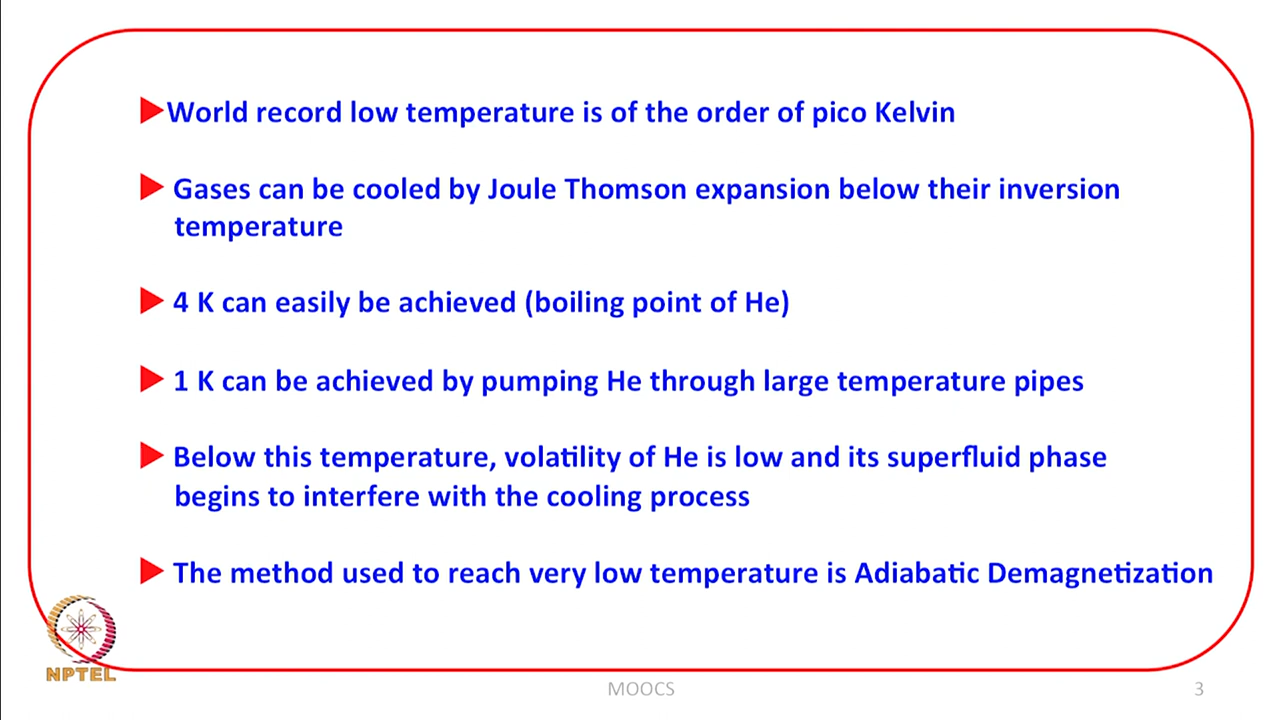 World record low temperature is of the order of pico Kelvin
Gases can be cooled by Joule Thomson expansion below their inversion
temperature
4 K can easily be achieved (boiling point of He)
1 K can be achieved by pumping He through large temperature pipes
Below this temperature, volatility of He is low and its superfluid phase
begins to interfere with the cooling process
The method used to reach very low temperature is Adiabatic Demagnetization
NPTEL
MOOCS
3